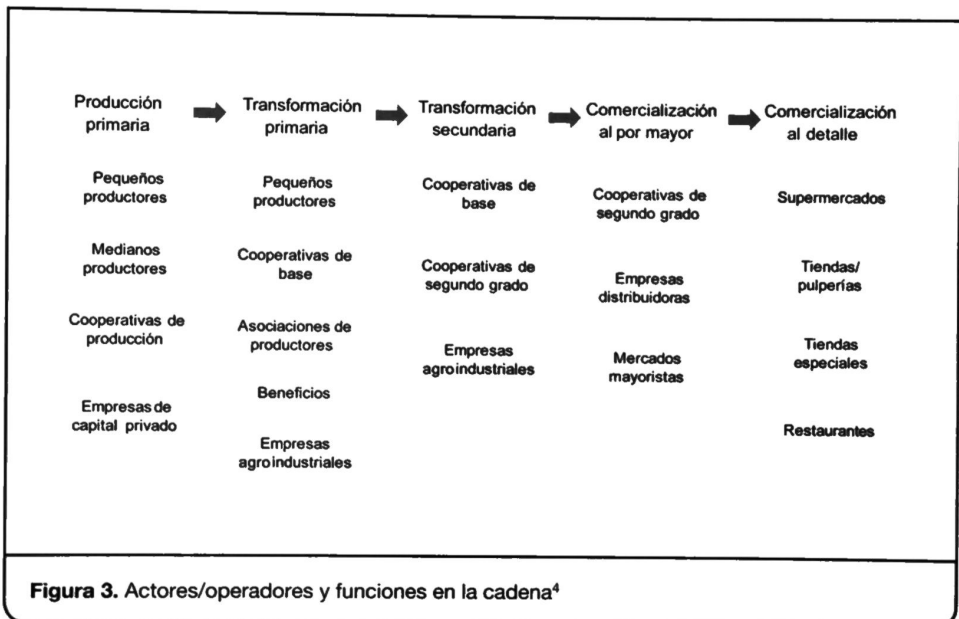 Producción
primaria
Transformación
primaria
Transformación
secundaria
Comercialización
al por mayor
Comercialización
al detalle
Pequeños
productores
Medianos
productores
Cooperativas de
producción
Empresas de
capital privado
Pequeños
productores
Cooperativas de
base
Asociaciones de
productores
Beneficios
Empresas
agroindustriales
Cooperativas de
base
Cooperativas de
segundo grado
Empresas
agroindustriales
Cooperativas de
segundo grado
Empresas
distribuidoras
Mercados
mayoristas
Supermercados
Tiendas/
pulperías
Tiendas
especiales
Restaurantes
Figura 3. Actores/operadores y funciones en la cadena⁴